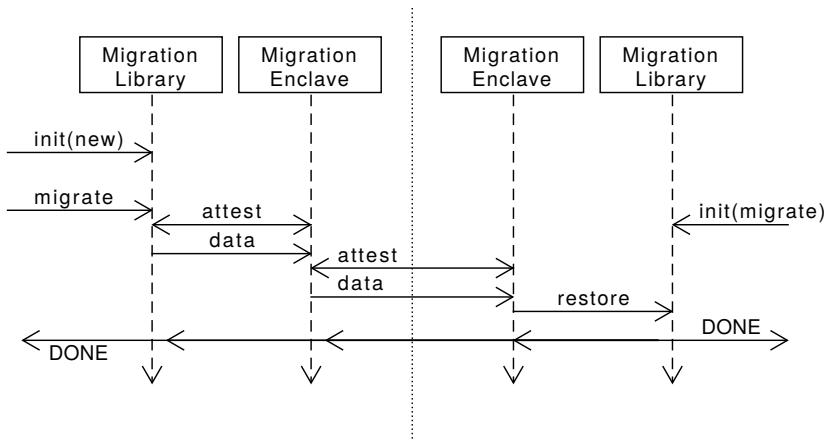 Migration
Library
Migration
Enclave
Migration
Enclave
Migration
Library
init(new)
migrate
attest
init(migrate)
data
attest
data
restore
DONE
DONE